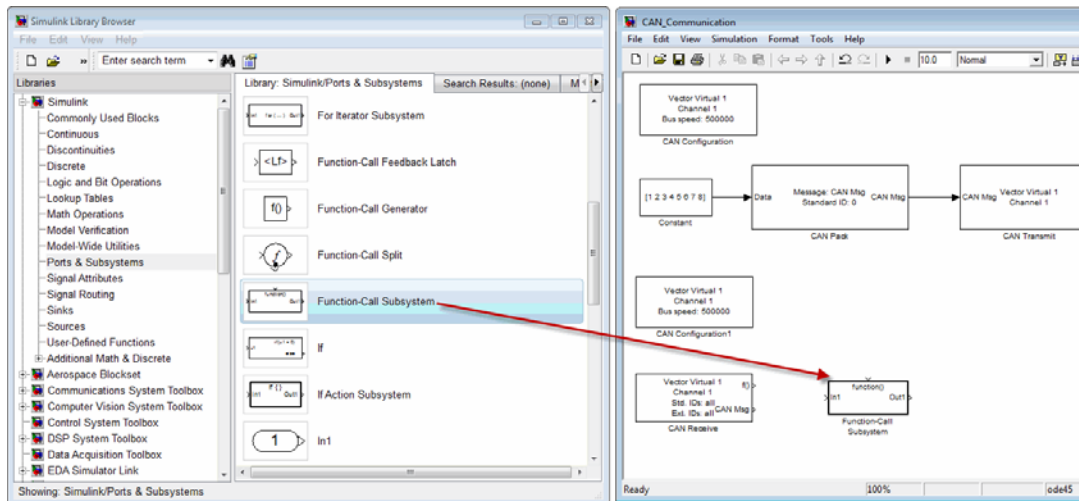 Simulink Library Browser
File Edit View Help
» Enter search term
Libraries
Library: Simulink/Ports & Subsystems
Search Results: (none)
M
Simulink
Commonly Used Blocks
Continuous
Discontinuities
Discrete
Logic and Bit Operations
Lookup Tables
Math Operations
Model Verification
Model-Wide Utilities
Ports & Subsystems
Signal Attributes
Signal Routing
Sinks
Sources
User-Defined Functions
Additional Math & Discrete
Aerospace Blockset
Communications System Toolbox
Computer Vision System Toolbox
Control System Toolbox
DSP System Toolbox
Data Acquisition Toolbox
EDA Simulator Link
For Iterator Subsystem
<Lf>
Function-Call Feedback Latch
f()
Function-Call Generator
f
Function-Call Split
function()
In1 Out1
Function-Call Subsystem
If
If Action Subsystem
In1 Out1
1
In1
Showing: Simulink/Ports & Subsystems
CAN_Communication
File Edit View Simulation Format Tools Help
10.0
Normal
Vector Virtual 1
Channel 1
Bus speed: 500000
CAN Configuration
[1 2 3 4 5 6 7 8]
Constant
Data
Message: CAN Msg
Standard ID: 0
CAN Msg
CAN Pack
CAN Msg
Vector Virtual 1
Channel 1
CAN Transmit
Vector Virtual 1
Channel 1
Bus speed: 500000
CAN Configuration1
Vector Virtual 1
Channel 1
Std. IDs: all
Ext. IDs: all
f()
CAN Msg
CAN Receive
function()
In1 Out1
Function-Call
Subsystem
Ready
100%
ode45